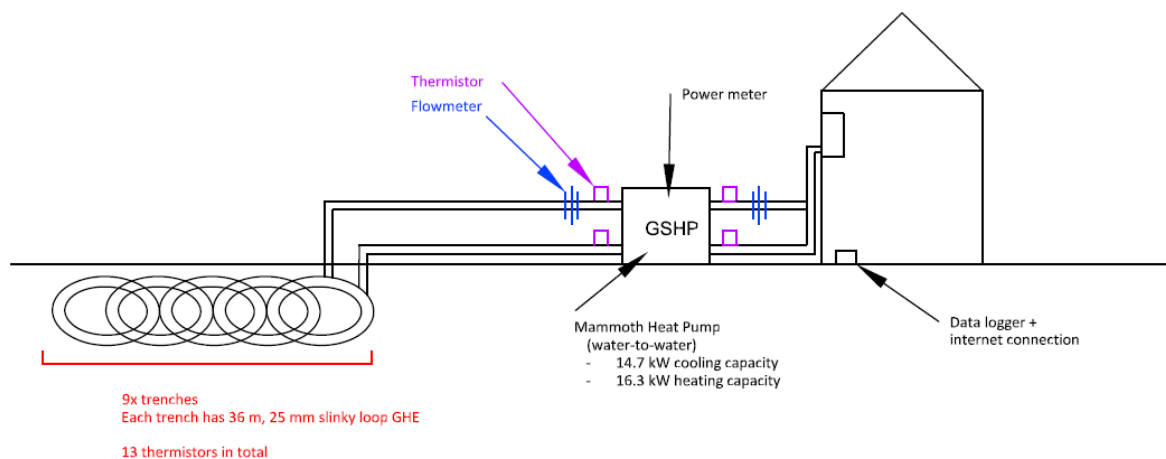 Thermistor
Flowmeter
Power meter
GSHP
Mammoth Heat Pump
(water-to-water)
- 14.7 kW cooling capacity
- 16.3 kW heating capacity
Data logger +
internet connection
9x trenches
Each trench has 36 m, 25 mm slinky loop GHE
13 thermistors in total